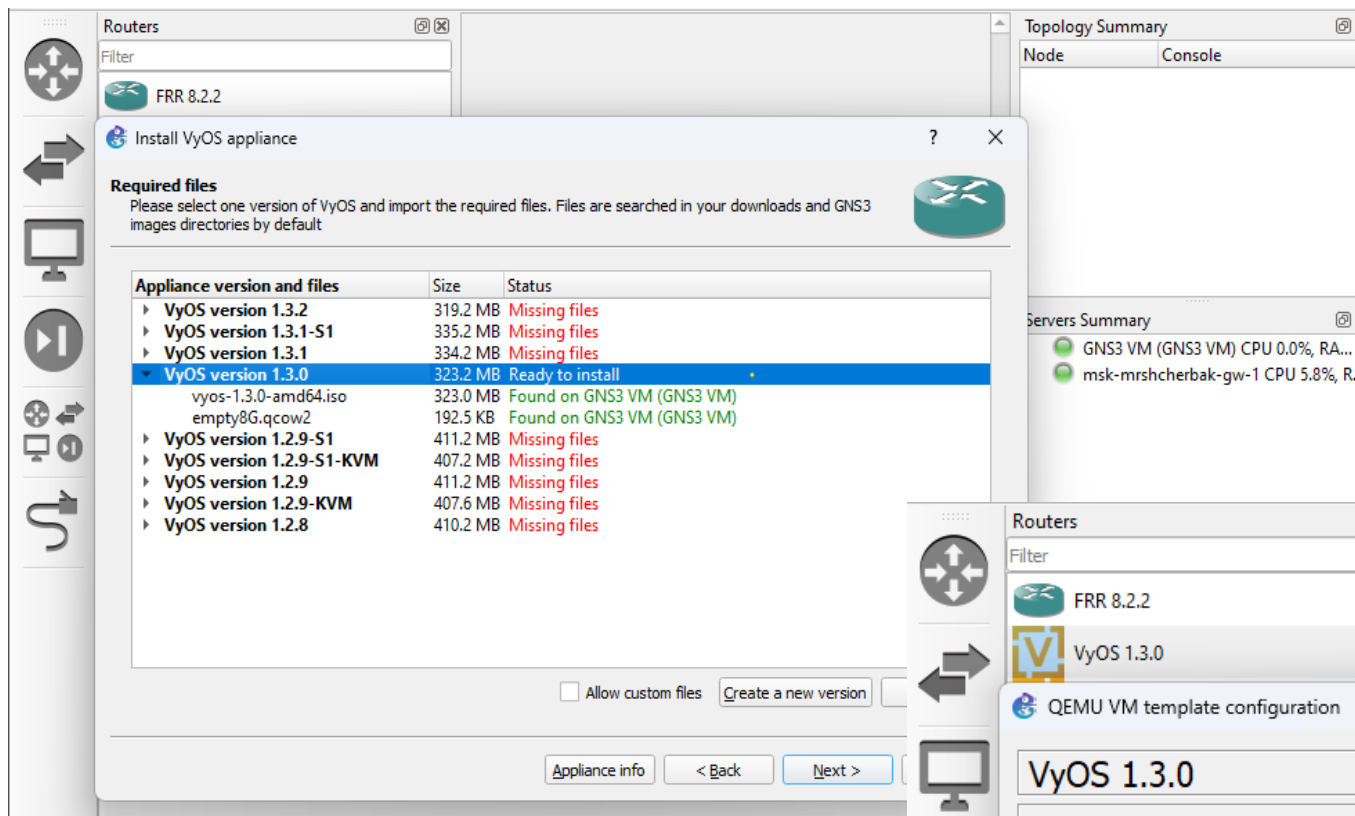 Routers
Filter
FRR 8.2.2
Topology Summary
Node Console
Install VyOS appliance ?
Required files
Please select one version of VyOS and import the required files. Files are searched in your downloads and GNS3
images directories by default
Appliance version and files Size Status
VyOS version 1.3.2 319.2 MB Missing files
VyOS version 1.3.1-S1 335.2 MB Missing files
VyOS version 1.3.1 334.2 MB Missing files
VyOS version 1.3.0 323.2 MB Ready to install
vyos-1.3.0-amd64.iso 323.0 MB Found on GNS3 VM (GNS3 VM)
empty8G.qcow2 192.5 KB Found on GNS3 VM (GNS3 VM)
VyOS version 1.2.9-S1 411.2 MB Missing files
VyOS version 1.2.9-S1-KVM 407.2 MB Missing files
VyOS version 1.2.9 411.2 MB Missing files
VyOS version 1.2.9-KVM 407.6 MB Missing files
VyOS version 1.2.8 410.2 MB Missing files
Allow custom files Create a new version
Appliance info < Back Next >
Servers Summary
GNS3 VM (GNS3 VM) CPU 0.0%, RA...
msk-mrshcherbak-gw-1 CPU 5.8%, R.
Routers
Filter
FRR 8.2.2
V VyOS 1.3.0
QEMU VM template configuration
VyOS 1.3.0